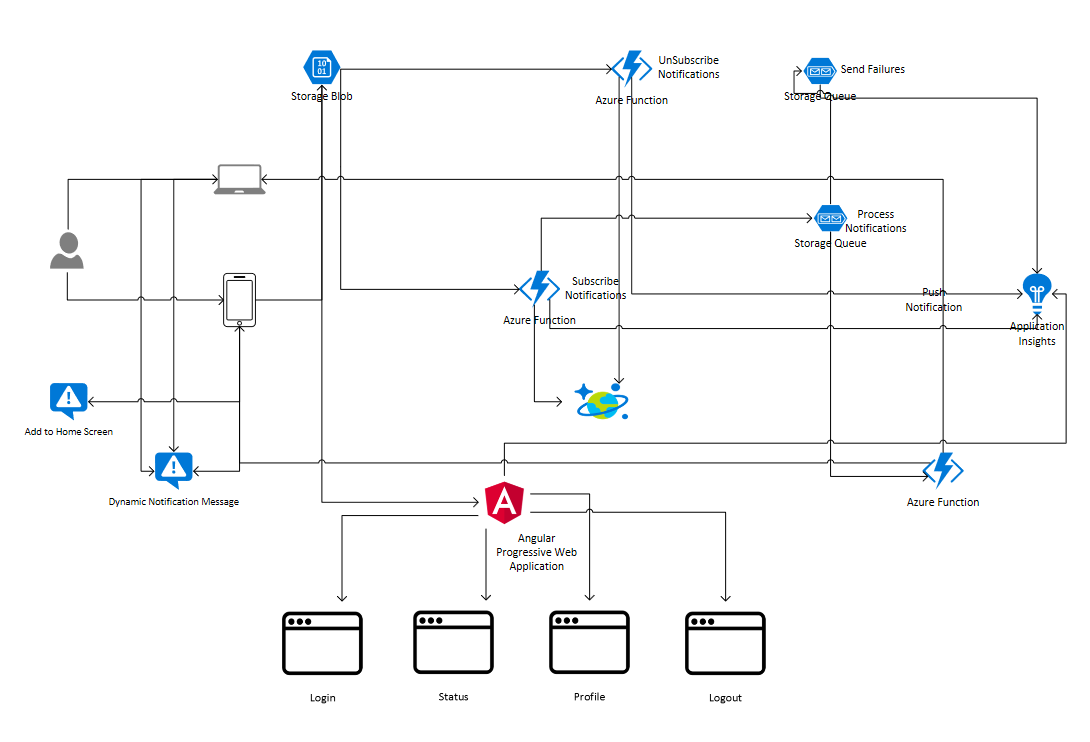 UnSubscribe
Notifications
Send Failures
Storage Blob
Azure Function
Storage Queue
Process
Notifications
Storage Queue
Subscribe
Notifications
Azure Function
Push
Notification
Application
Insights
Add to Home Screen
Dynamic Notification Message
Azure Function
Angular
Progressive Web
Application
Login
Status
Profile
Logout
10
01
A